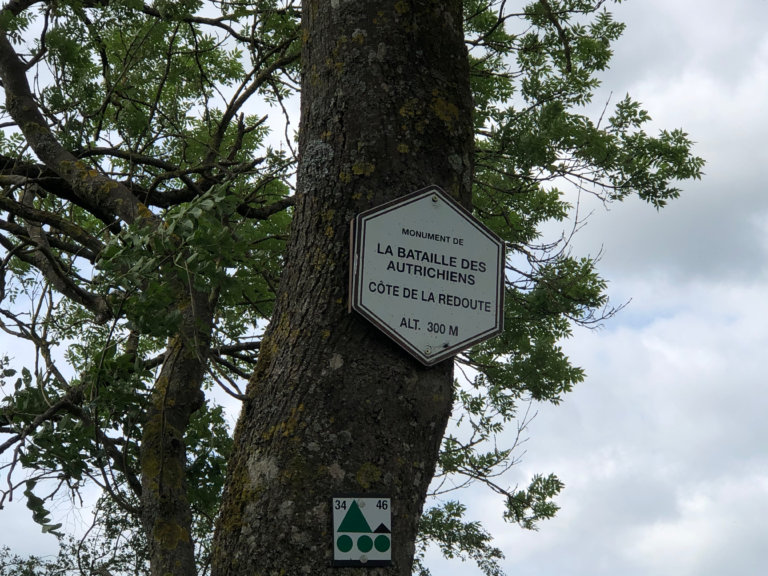 MONUMENT DE
LA BATAILLE DES
AUTRICHIENS
CÔTE DE LA REDOUTE
ALT. 300 M
34 46